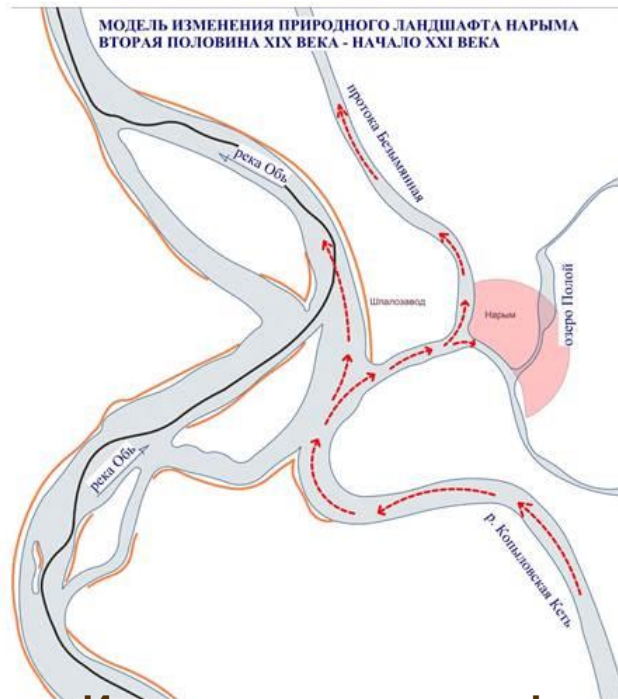 МОДЕЛЬ ИЗМЕНЕНИЯ ПРИРОДНОГО ЛАНДШАФТА НАРЫМА
ВТОРАЯ ПОЛОВИНА XIX ВЕКА - НАЧАЛО XXI ВЕКА
протока Безымянная
река Обь
озеро Полой
Шпалозавод
Нарым
река Обь
р. Копыловская Кеть